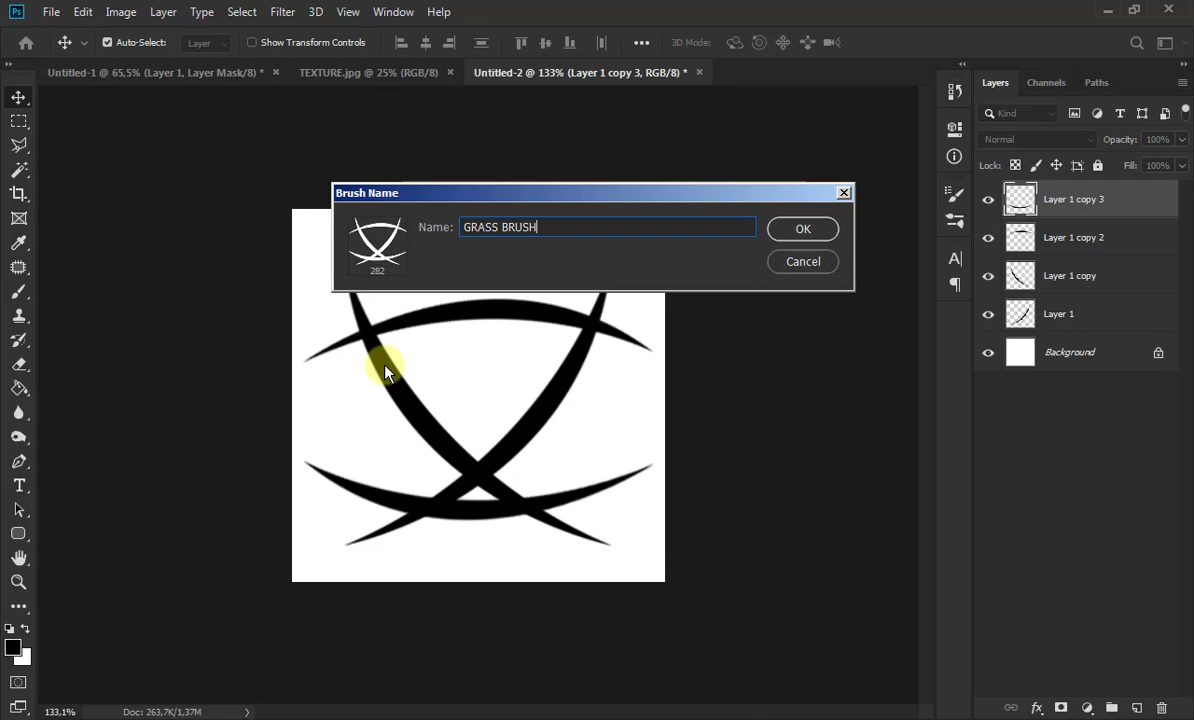 Ps File Edit Image Layer Type Select Filter 3D View Window Help
Auto-Select: Layer Show Transform Controls 3D Mode:
Untitled-1 @ 65,5% (Layer 1, Layer Mask/8) * TEXTURE.jpg @ 25% (RGB/8) Untitled-2 @ 133% (Layer 1 copy 3, RGB/8) *
Layers Channels Paths
Kind
Normal Opacity: 100%
Lock: Fill: 100%
Brush Name
Name: GRASS BRUSH OK
Cancel
282
Layer 1 copy 3
Layer 1 copy 2
Layer 1 copy
Layer 1
Background
133,1% Doc: 263,7K/1,37M